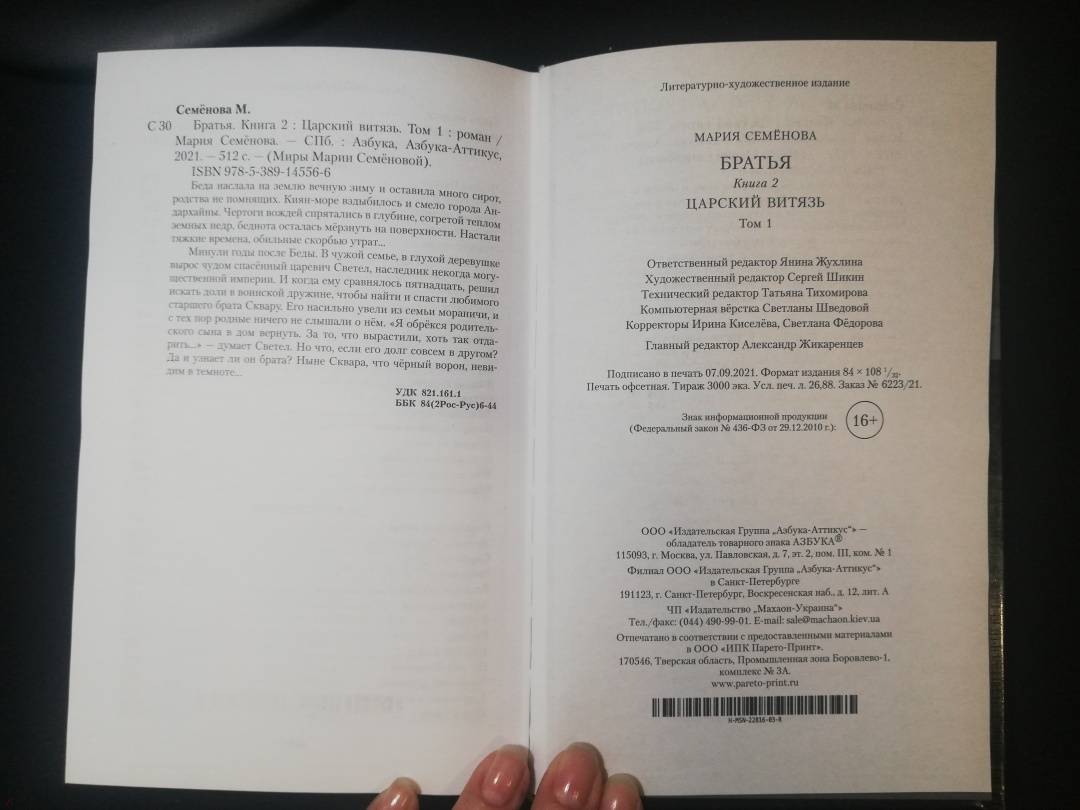 Семёнова М.
С 30 Братья. Книга 2 : Царский витязь. Том 1 : роман /
Мария Семёнова. — СПб. : Азбука, Азбука-Аттикус,
2021. — 512 с. — (Миры Марии Семёновой).
ISBN 978-5-389-14556-6
Беда наслала на землю вечную зиму и оставила много сирот,
родства не помнящих. Киян-море вздыбилось и смело города Ан-
дархайны. Чертоги вождей спрятались в глубине, согретой теплом
земных недр, беднота осталась мёрзнуть на поверхности. Настали
тяжкие времена, обильные скорбью утрат...
Минули годы после Беды. В чужой семье, в глухой деревушке
вырос чудом спасённый царевич Светел, наследник некогда могу-
щественной империи. И когда ему сравнялось пятнадцать, решил
искать доли в воинской дружине, чтобы найти и спасти любимого
старшего брата Сквару. Его насильно увели из семьи мораничи, и
с тех пор родные ничего не слышали о нём. «Я обрёкся родитель-
ского сына в дом вернуть. За то, что вырастили, хоть так отда-
рить...» — думает Светел. Но что, если его долг совсем в другом?
Да и узнает ли он брата? Ныне Сквара, что чёрный ворон, неви-
дим в темноте...
УДК 821.161.1
ББК 84(2Рос-Рус)6-44
Литературно-художественное издание
МАРИЯ СЕМЁНОВА
БРАТЬЯ
Книга 2
ЦАРСКИЙ ВИТЯЗЬ
Том 1
Ответственный редактор Янина Жухлина
Художественный редактор Сергей Шикин
Технический редактор Татьяна Тихомирова
Компьютерная вёрстка Светланы Шведовой
Корректоры Ирина Киселёва, Светлана Фёдорова
Главный редактор Александр Жикаренцев
Подписано в печать 07.09.2021. Формат издания 84 × 108 1/32.
Печать офсетная. Тираж 3000 экз. Усл. печ. л. 26,88. Заказ № 6223/21.
Знак информационной продукции
(Федеральный закон № 436-ФЗ от 29.12.2010 г.): 16+
ООО «Издательская Группа „Азбука-Аттикус“» —
обладатель товарного знака АЗБУКА®
115093, г. Москва, ул. Павловская, д. 7, эт. 2, пом. III, ком. № 1
Филиал ООО «Издательская Группа „Азбука-Аттикус“»
в Санкт-Петербурге
191123, г. Санкт-Петербург, Воскресенская наб., д. 12, лит. А
ЧП «Издательство „Махаон-Украина“»
Тел./факс: (044) 490-99-01. E-mail: sale@machaon.kiev.ua
Отпечатано в соответствии с предоставленными материалами
в ООО «ИПК Парето-Принт».
170546, Тверская область, Промышленная зона Боровлево-1,
комплекс № 3А.
www.pareto-print.ru
H-MSN-22816-03-R